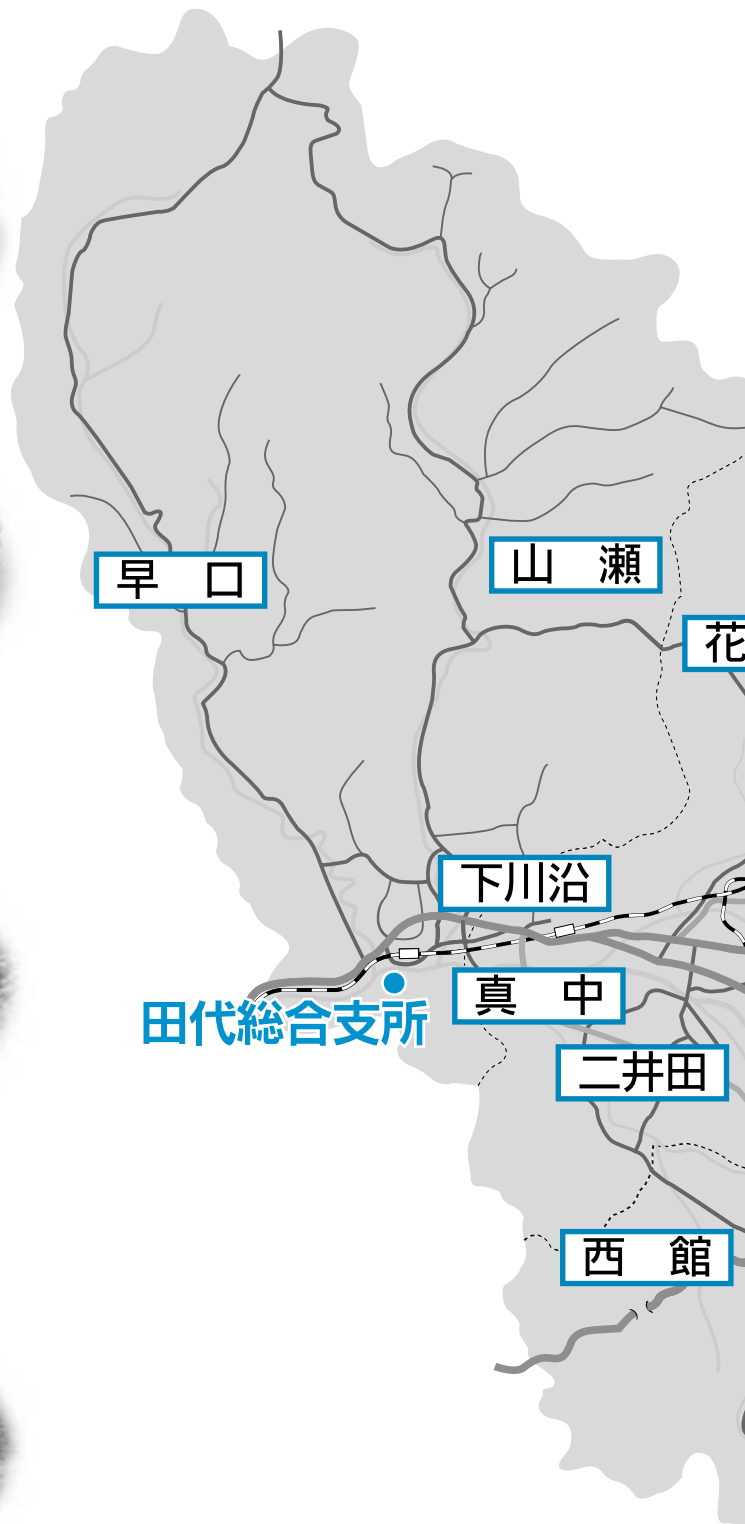 早　口
山　瀬
花
下川沿
真　中
田代総合支所
二井田
西　館